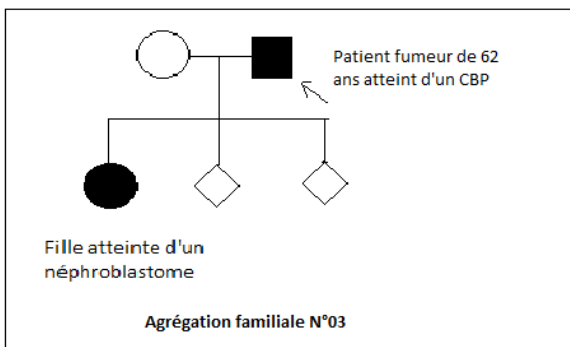 Patient fumeur de 62
ans atteint d'un CBP
Fille atteinte d'un
néphroblastome
Agrégation familiale N°03